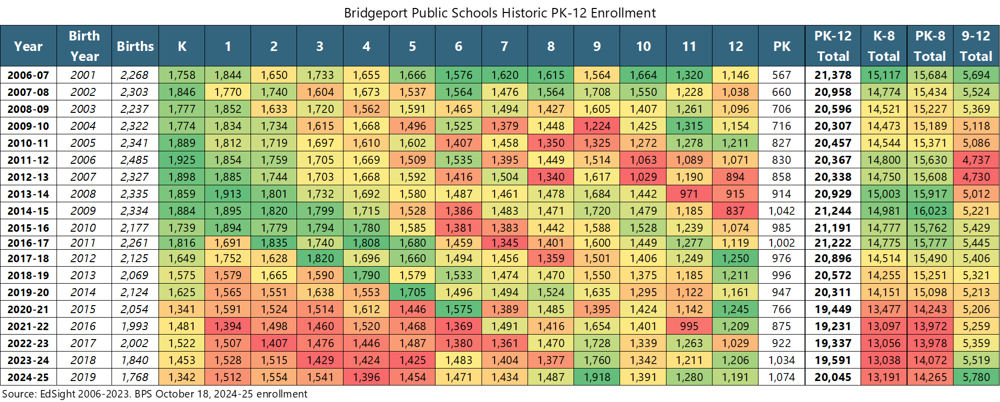 Bridgeport Public Schools Historic PK-12 Enrollment
Year Birth Year Births K 1 2 3 4 5 6 7 8 9 10 11 12 PK PK-12 Total K-8 Total PK-8 Total 9-12 Total
2006-07 2001 2,268 1,758 1,844 1,650 1,733 1,655 1,666 1,576 1,620 1,615 1,564 1,664 1,320 1,146 567 21,378 15,117 15,684 5,694
2007-08 2002 2,303 1,846 1,770 1,740 1,604 1,673 1,537 1,564 1,476 1,564 1,708 1,550 1,228 1,038 660 20,958 14,774 15,434 5,524
2008-09 2003 2,237 1,777 1,852 1,633 1,720 1,562 1,591 1,465 1,494 1,427 1,605 1,407 1,261 1,096 706 20,596 14,521 15,227 5,369
2009-10 2004 2,322 1,774 1,834 1,734 1,615 1,668 1,496 1,525 1,379 1,448 1,224 1,425 1,315 1,154 716 20,307 14,473 15,189 5,118
2010-11 2005 2,341 1,889 1,812 1,719 1,697 1,610 1,602 1,407 1,458 1,350 1,325 1,272 1,278 1,211 827 20,457 14,544 15,371 5,086
2011-12 2006 2,485 1,925 1,854 1,759 1,705 1,669 1,509 1,535 1,395 1,449 1,514 1,063 1,089 1,071 830 20,367 14,800 15,630 4,737
2012-13 2007 2,327 1,898 1,885 1,744 1,703 1,668 1,592 1,416 1,504 1,340 1,617 1,029 1,190 894 858 20,338 14,750 15,608 4,730
2013-14 2008 2,335 1,859 1,913 1,801 1,732 1,692 1,580 1,487 1,461 1,478 1,684 1,442 971 915 914 20,929 15,003 15,917 5,012
2014-15 2009 2,334 1,884 1,895 1,820 1,799 1,715 1,528 1,386 1,483 1,471 1,720 1,479 1,185 837 1,042 21,244 14,981 16,023 5,221
2015-16 2010 2,177 1,739 1,894 1,779 1,794 1,780 1,585 1,381 1,383 1,442 1,588 1,528 1,239 1,074 985 21,191 14,777 15,762 5,429
2016-17 2011 2,261 1,816 1,691 1,835 1,740 1,808 1,680 1,459 1,345 1,401 1,600 1,449 1,277 1,119 1,002 21,222 14,775 15,777 5,445
2017-18 2012 2,125 1,649 1,752 1,628 1,820 1,696 1,660 1,494 1,456 1,359 1,501 1,406 1,249 1,250 976 20,896 14,514 15,490 5,406
2018-19 2013 2,069 1,575 1,579 1,665 1,590 1,790 1,579 1,533 1,474 1,470 1,550 1,375 1,185 1,211 996 20,572 14,255 15,251 5,321
2019-20 2014 2,124 1,625 1,565 1,551 1,638 1,553 1,705 1,496 1,494 1,524 1,635 1,295 1,122 1,161 947 20,311 14,151 15,098 5,213
2020-21 2015 2,054 1,341 1,591 1,524 1,514 1,612 1,446 1,575 1,389 1,485 1,395 1,424 1,142 1,245 766 19,449 13,477 14,243 5,206
2021-22 2016 1,993 1,481 1,394 1,498 1,460 1,520 1,468 1,369 1,491 1,416 1,654 1,401 995 1,209 875 19,231 13,097 13,972 5,259
2022-23 2017 2,002 1,522 1,507 1,407 1,476 1,446 1,487 1,380 1,361 1,470 1,728 1,339 1,263 1,029 922 19,337 13,056 13,978 5,359
2023-24 2018 1,840 1,453 1,528 1,515 1,429 1,424 1,425 1,483 1,404 1,377 1,760 1,342 1,211 1,206 1,034 19,591 13,038 14,072 5,519
2024-25 2019 1,768 1,342 1,512 1,554 1,541 1,396 1,454 1,471 1,434 1,487 1,918 1,391 1,280 1,191 1,074 20,045 13,191 14,265 5,780
Source: EdSight 2006-2023. BPS October 18, 2024-25 enrollment